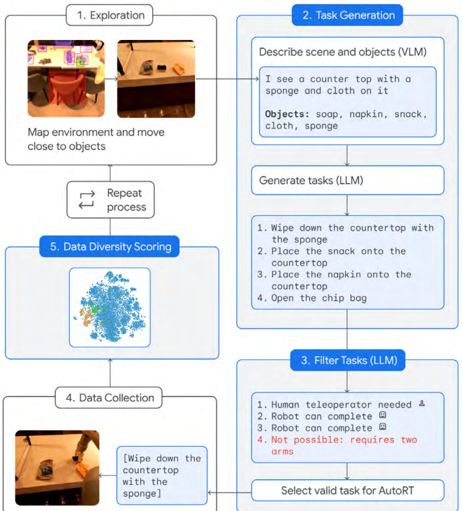 1. Exploration
Map environment and move
close to objects
2. Task Generation
Describe scene and objects (VLM)
I see a counter top with a
sponge and cloth on it
Objects: soap, napkin, snack,
cloth, sponge
Generate tasks (LLM)
1. Wipe down the countertop with
the sponge
2. Place the snack onto the
countertop
3. Place the napkin onto the
countertop
4. Open the chip bag
3. Filter Tasks (LLM)
1. Human teleoperator needed
2. Robot can complete
3. Robot can complete
4. Not possible: requires two
arms
Select valid task for AutoRT
4. Data Collection
[Wipe down the
countertop
with the
sponge]
5. Data Diversity Scoring
Repeat
process